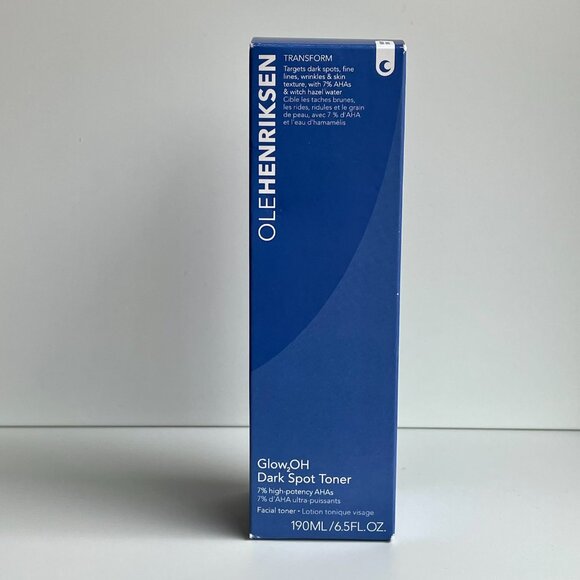 OLEHENRIKSEN
TRANSFORM
Targets dark spots, fine
lines, wrinkles & skin
texture, with 7% AHAs
& witch hazel water
Cible les taches brunes,
les rides, ridules et le grain
de peau, avec 7 % d'AHA
et l'eau d'hamamélis
Glow₂OH
Dark Spot Toner
7% high-potency AHAs
7% d'AHA ultra-puissants
Facial toner - Lotion tonique visage
190ML/6.5FL.OZ.